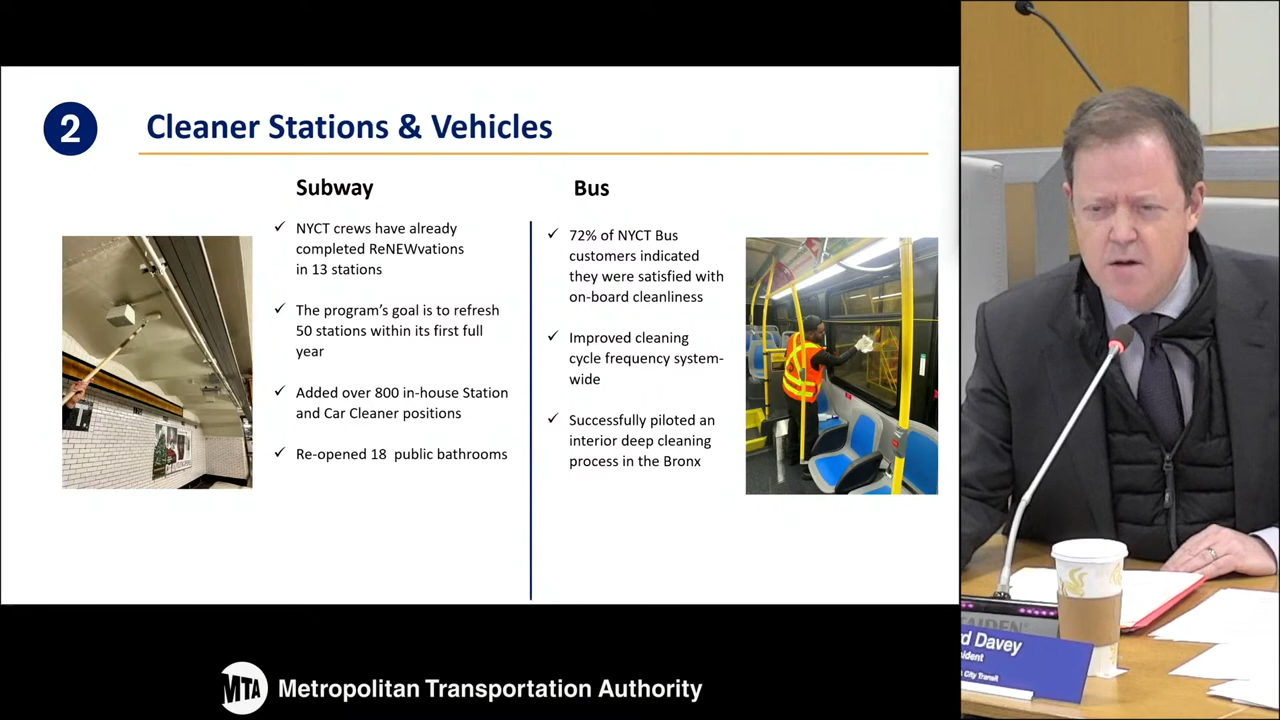 2
Cleaner Stations & Vehicles
Subway
NYCT crews have already
completed ReNEWvations
in 13 stations
The program's goal is to refresh
50 stations within its first full
year
Added over 800 in-house Station
and Car Cleaner positions
Re-opened 18 public bathrooms
Bus
72% of NYCT Bus
customers indicated
they were satisfied with
on-board cleanliness
Improved cleaning
cycle frequency system-
wide
Successfully piloted an
interior deep cleaning
process in the Bronx
Davey
City Transit
MTA Metropolitan Transportation Authority